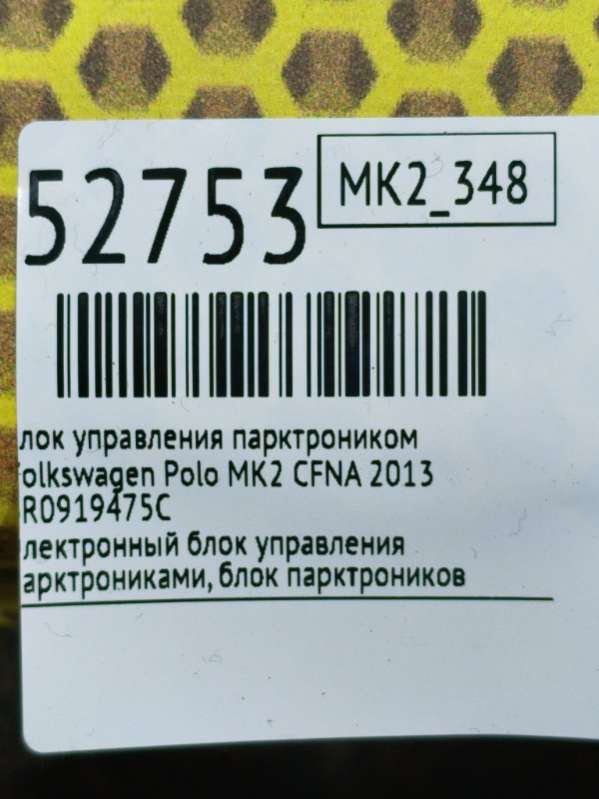 52753
MK2_348
лок управления парктроником
olkswagen Polo MK2 CFNA 2013
R0919475C
лектронный блок управления
арктрониками, блок парктроников